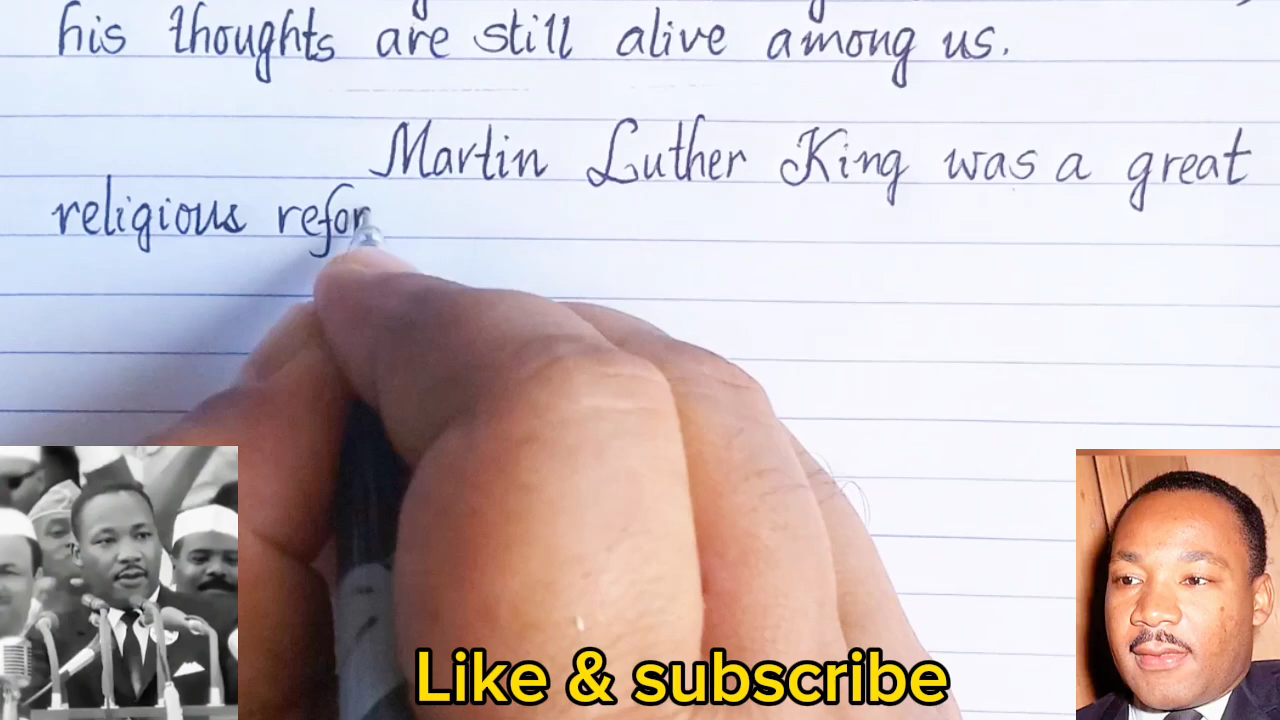 his thoughts are still alive among us.
Martin Luther King was a great
religious refor
Like & subscribe